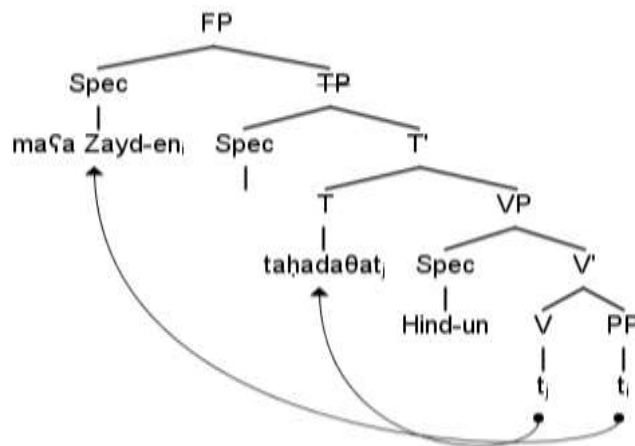 FP
Spec TP
maʕa Zayd-enᵢ Spec T'
T VP
taḥadaθatⱼ Spec V'
Hind-un V PP
tⱼ tᵢ